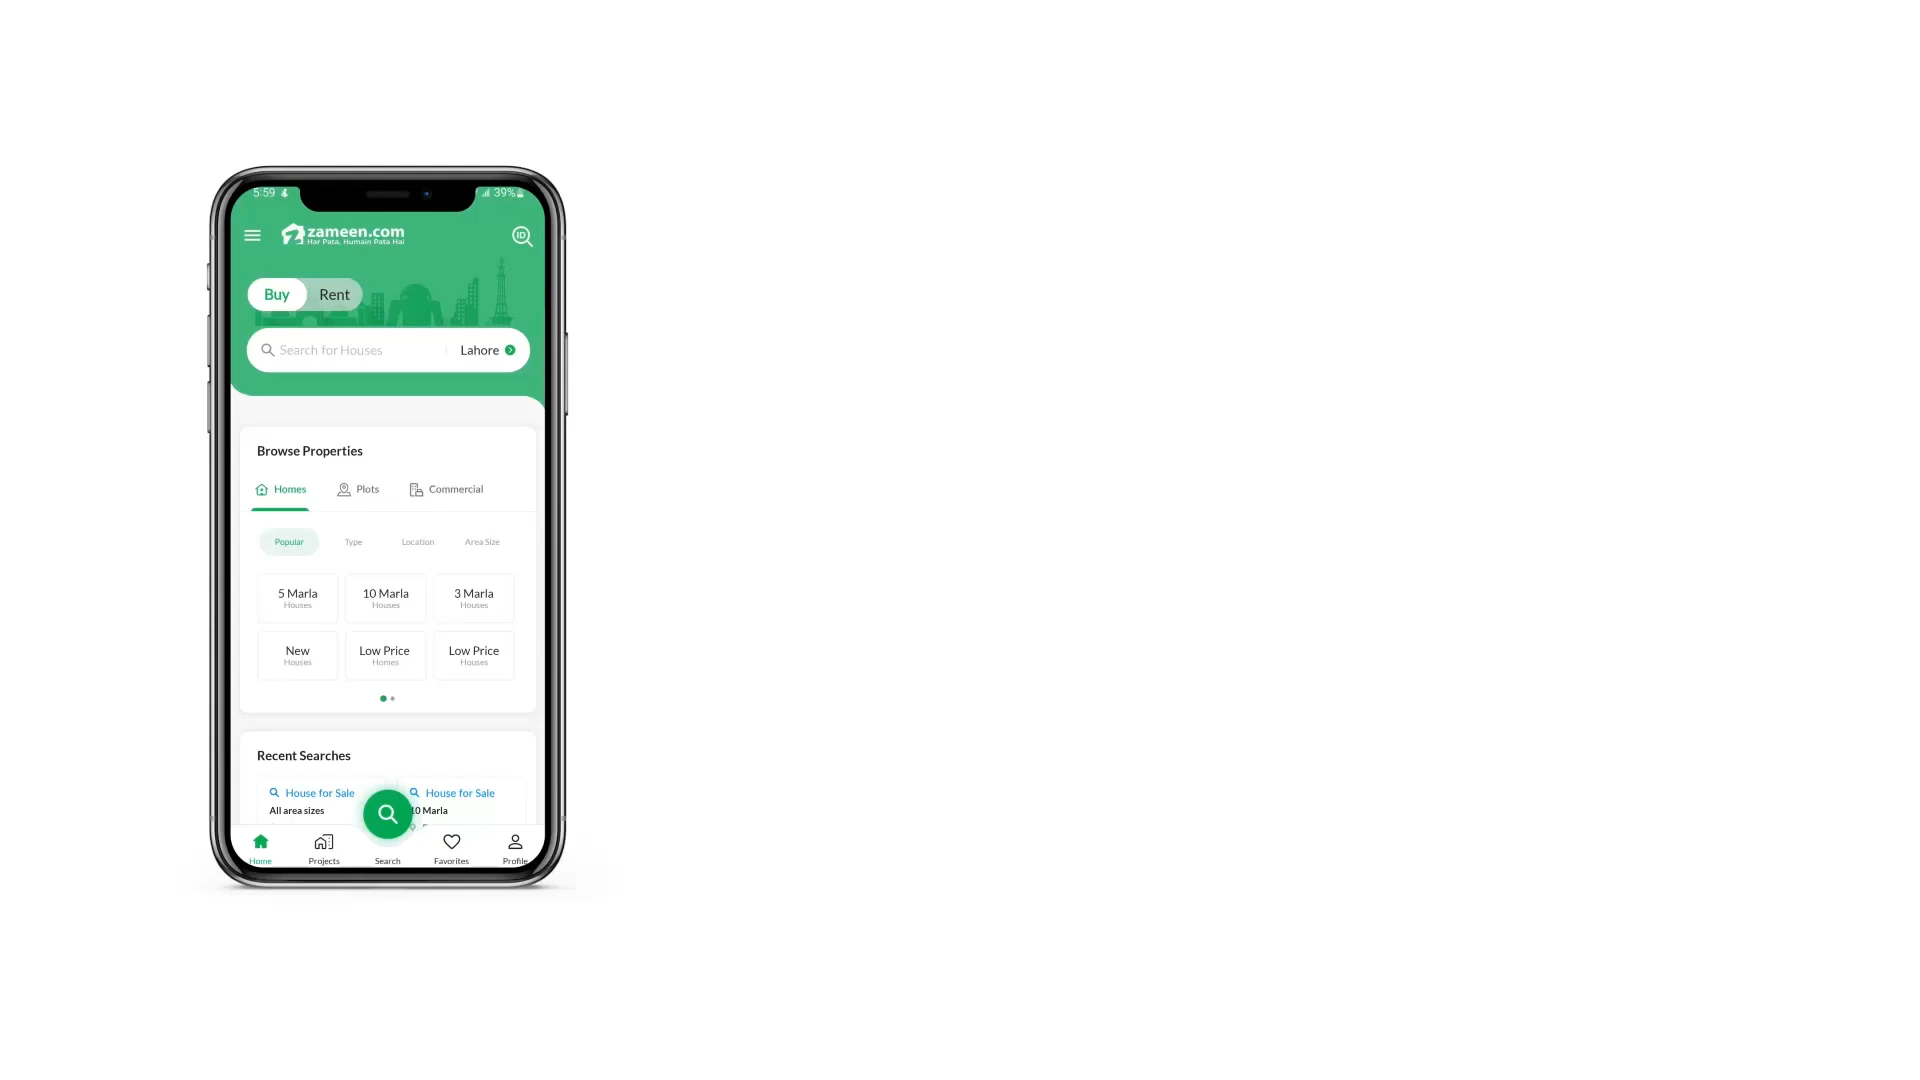 5:59 39%
zameen.com
Har Pata, Humain Pata Hai
ID
Buy Rent
Search for Houses Lahore
Browse Properties
Homes Plots Commercial
Popular Type Location Area Size
5 Marla 10 Marla 3 Marla
Houses Houses Houses
New Low Price Low Price
Houses Homes Houses
Recent Searches
House for Sale House for Sale
All area sizes 10 Marla
Home Projects Search Favorites Profile